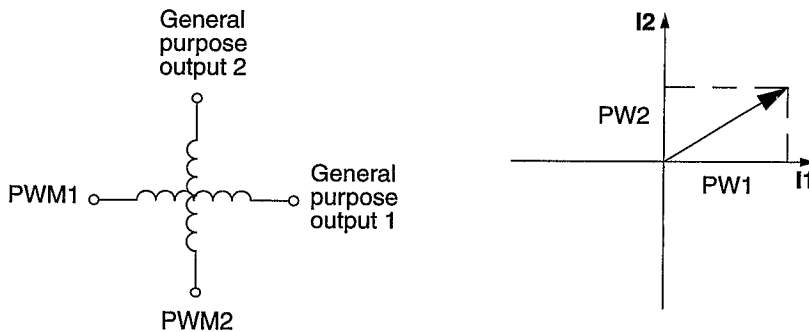 General
purpose
output 2
PWM1
General
purpose
output 1
PWM2
I2
PW2
PW1
I1